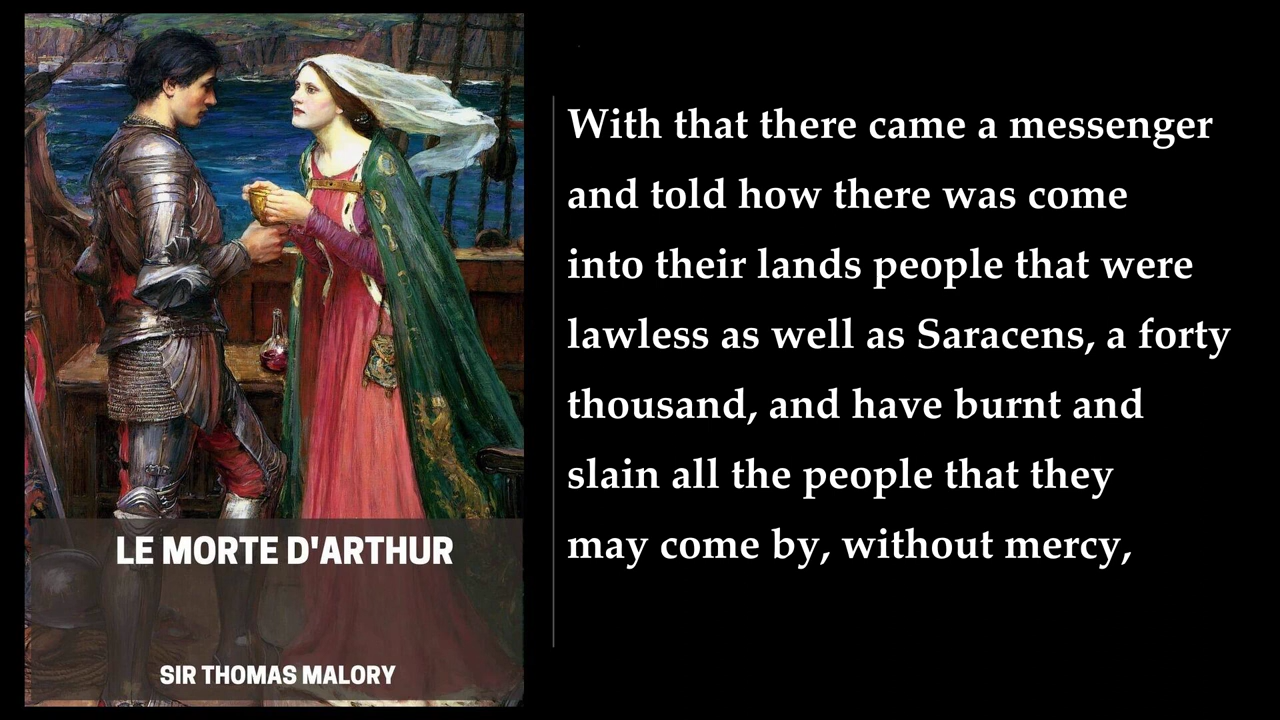 LE MORTE D'ARTHUR
SIR THOMAS MALORY
With that there came a messenger
and told how there was come
into their lands people that were
lawless as well as Saracens, a forty
thousand, and have burnt and
slain all the people that they
may come by, without mercy,